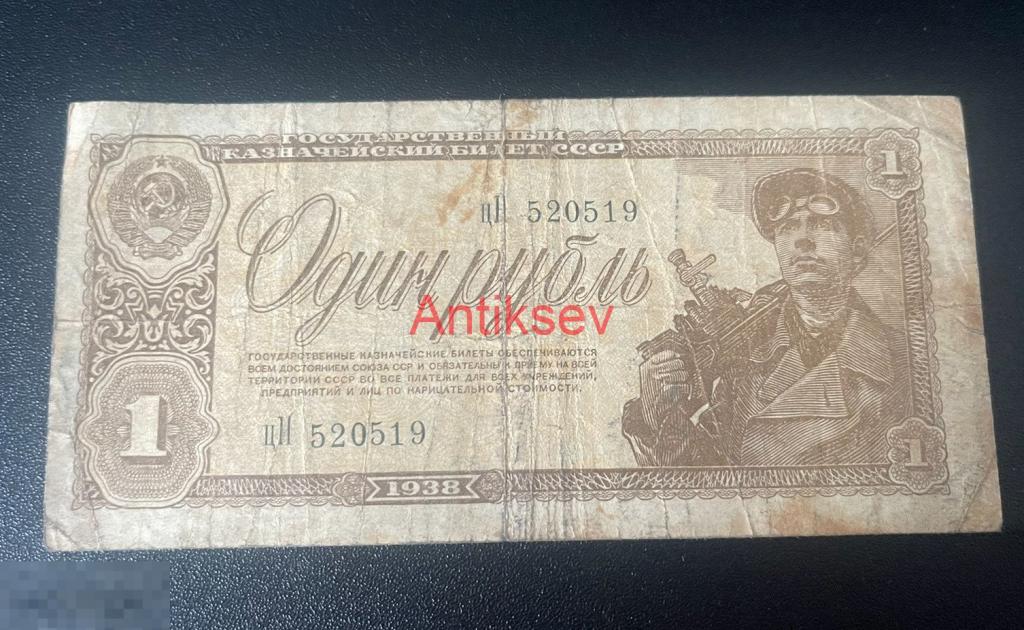 ГОСУДАРСТВЕННЫЙ
КАЗНАЧЕЙСКИЙ БИЛЕТ СССР
1
цИ 520519
Один рубль
Antiksev
ГОСУДАРСТВЕННЫЕ КАЗНАЧЕЙСКИЕ БИЛЕТЫ ОБЕСПЕЧИВАЮТСЯ
ВСЕМ ДОСТОЯНИЕМ СОЮЗА ССР И ОБЯЗАТЕЛЬНЫ К ПРИЕМУ НА ВСЕЙ
ТЕРРИТОРИИ СССР ВО ВСЕ ПЛАТЕЖИ ДЛЯ ВСЕХ УЧРЕЖДЕНИЙ,
ПРЕДПРИЯТИЙ И ЛИЦ ПО НАРИЦАТЕЛЬНОЙ СТОИМОСТИ.
1
цИ 520519
1
1938